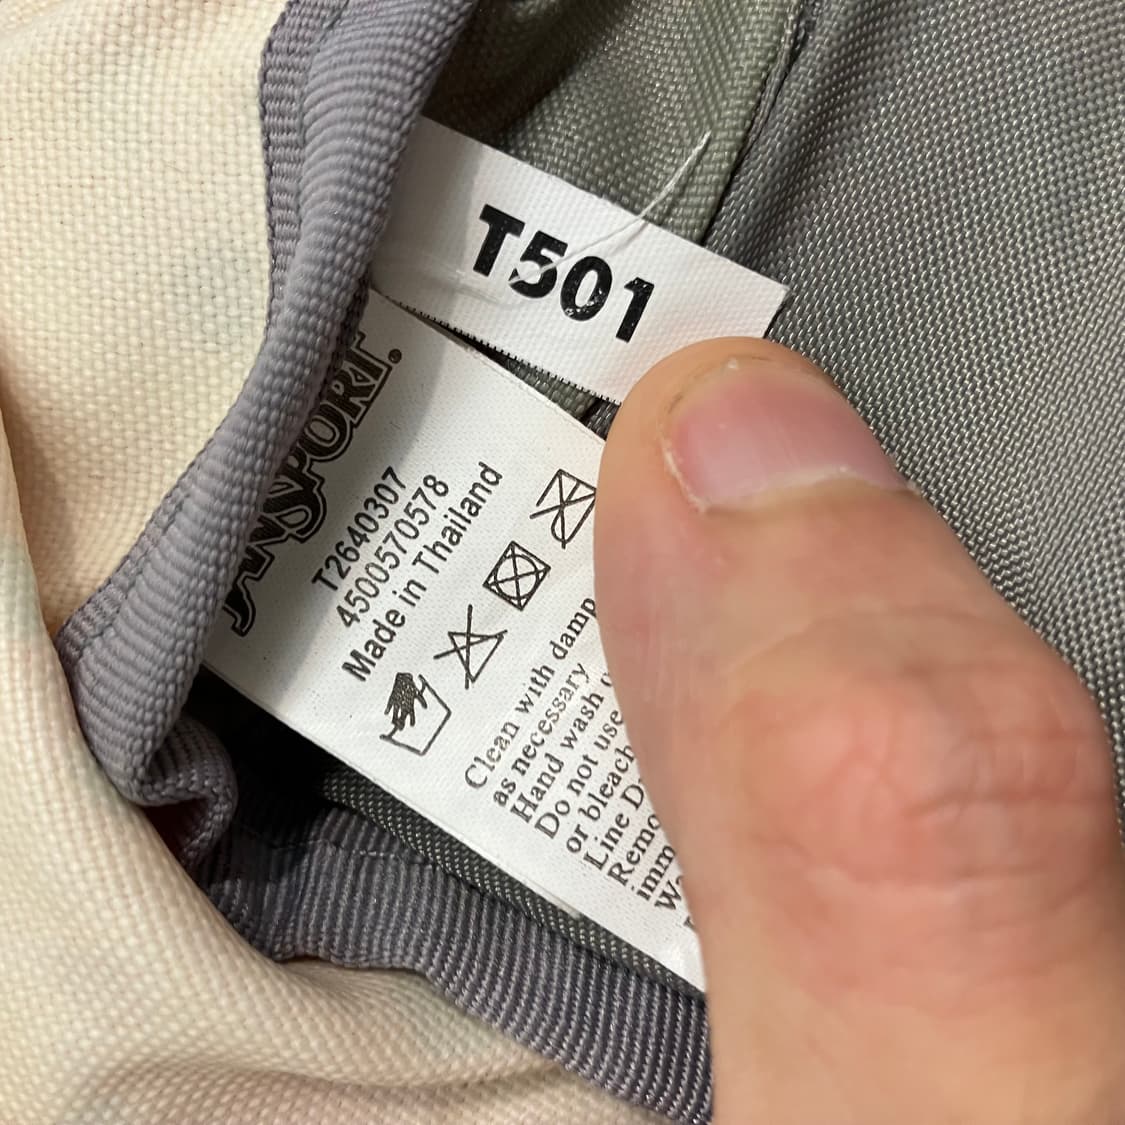 T501
JANSPORT®
T2640307
4500570578
Made in Thailand
Clean with damp
as necessary
Hand wash
Do not use
or bleach
Line